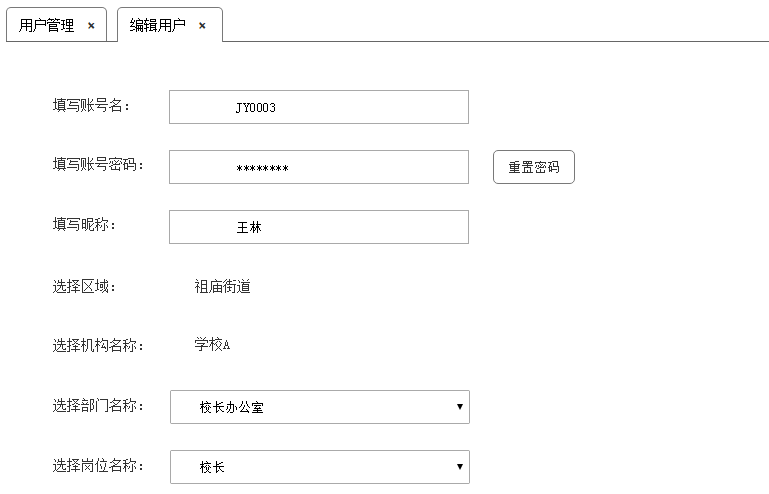 用户管理 × 编辑用户 ×
填写账号名： JY0003
填写账号密码： ******** 重置密码
填写昵称： 王林
选择区域： 祖庙街道
选择机构名称： 学校A
选择部门名称： 校长办公室
选择岗位名称： 校长